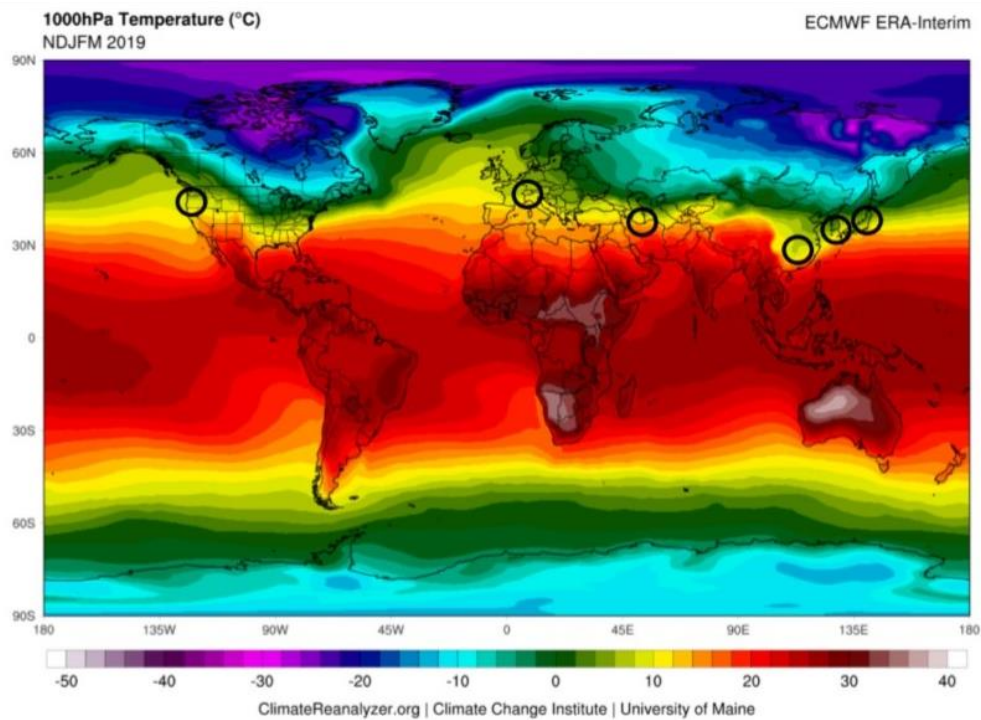 1000hPa Temperature (°C)
ECMWF ERA-Interim
NDJFM 2019
90N
60N
30N
0
30S
60S
90S
180 135W 90W 45W 0 45E 90E 135E 180
-50 -40 -30 -20 -10 0 10 20 30 40
ClimateReanalyzer.org | Climate Change Institute | University of Maine